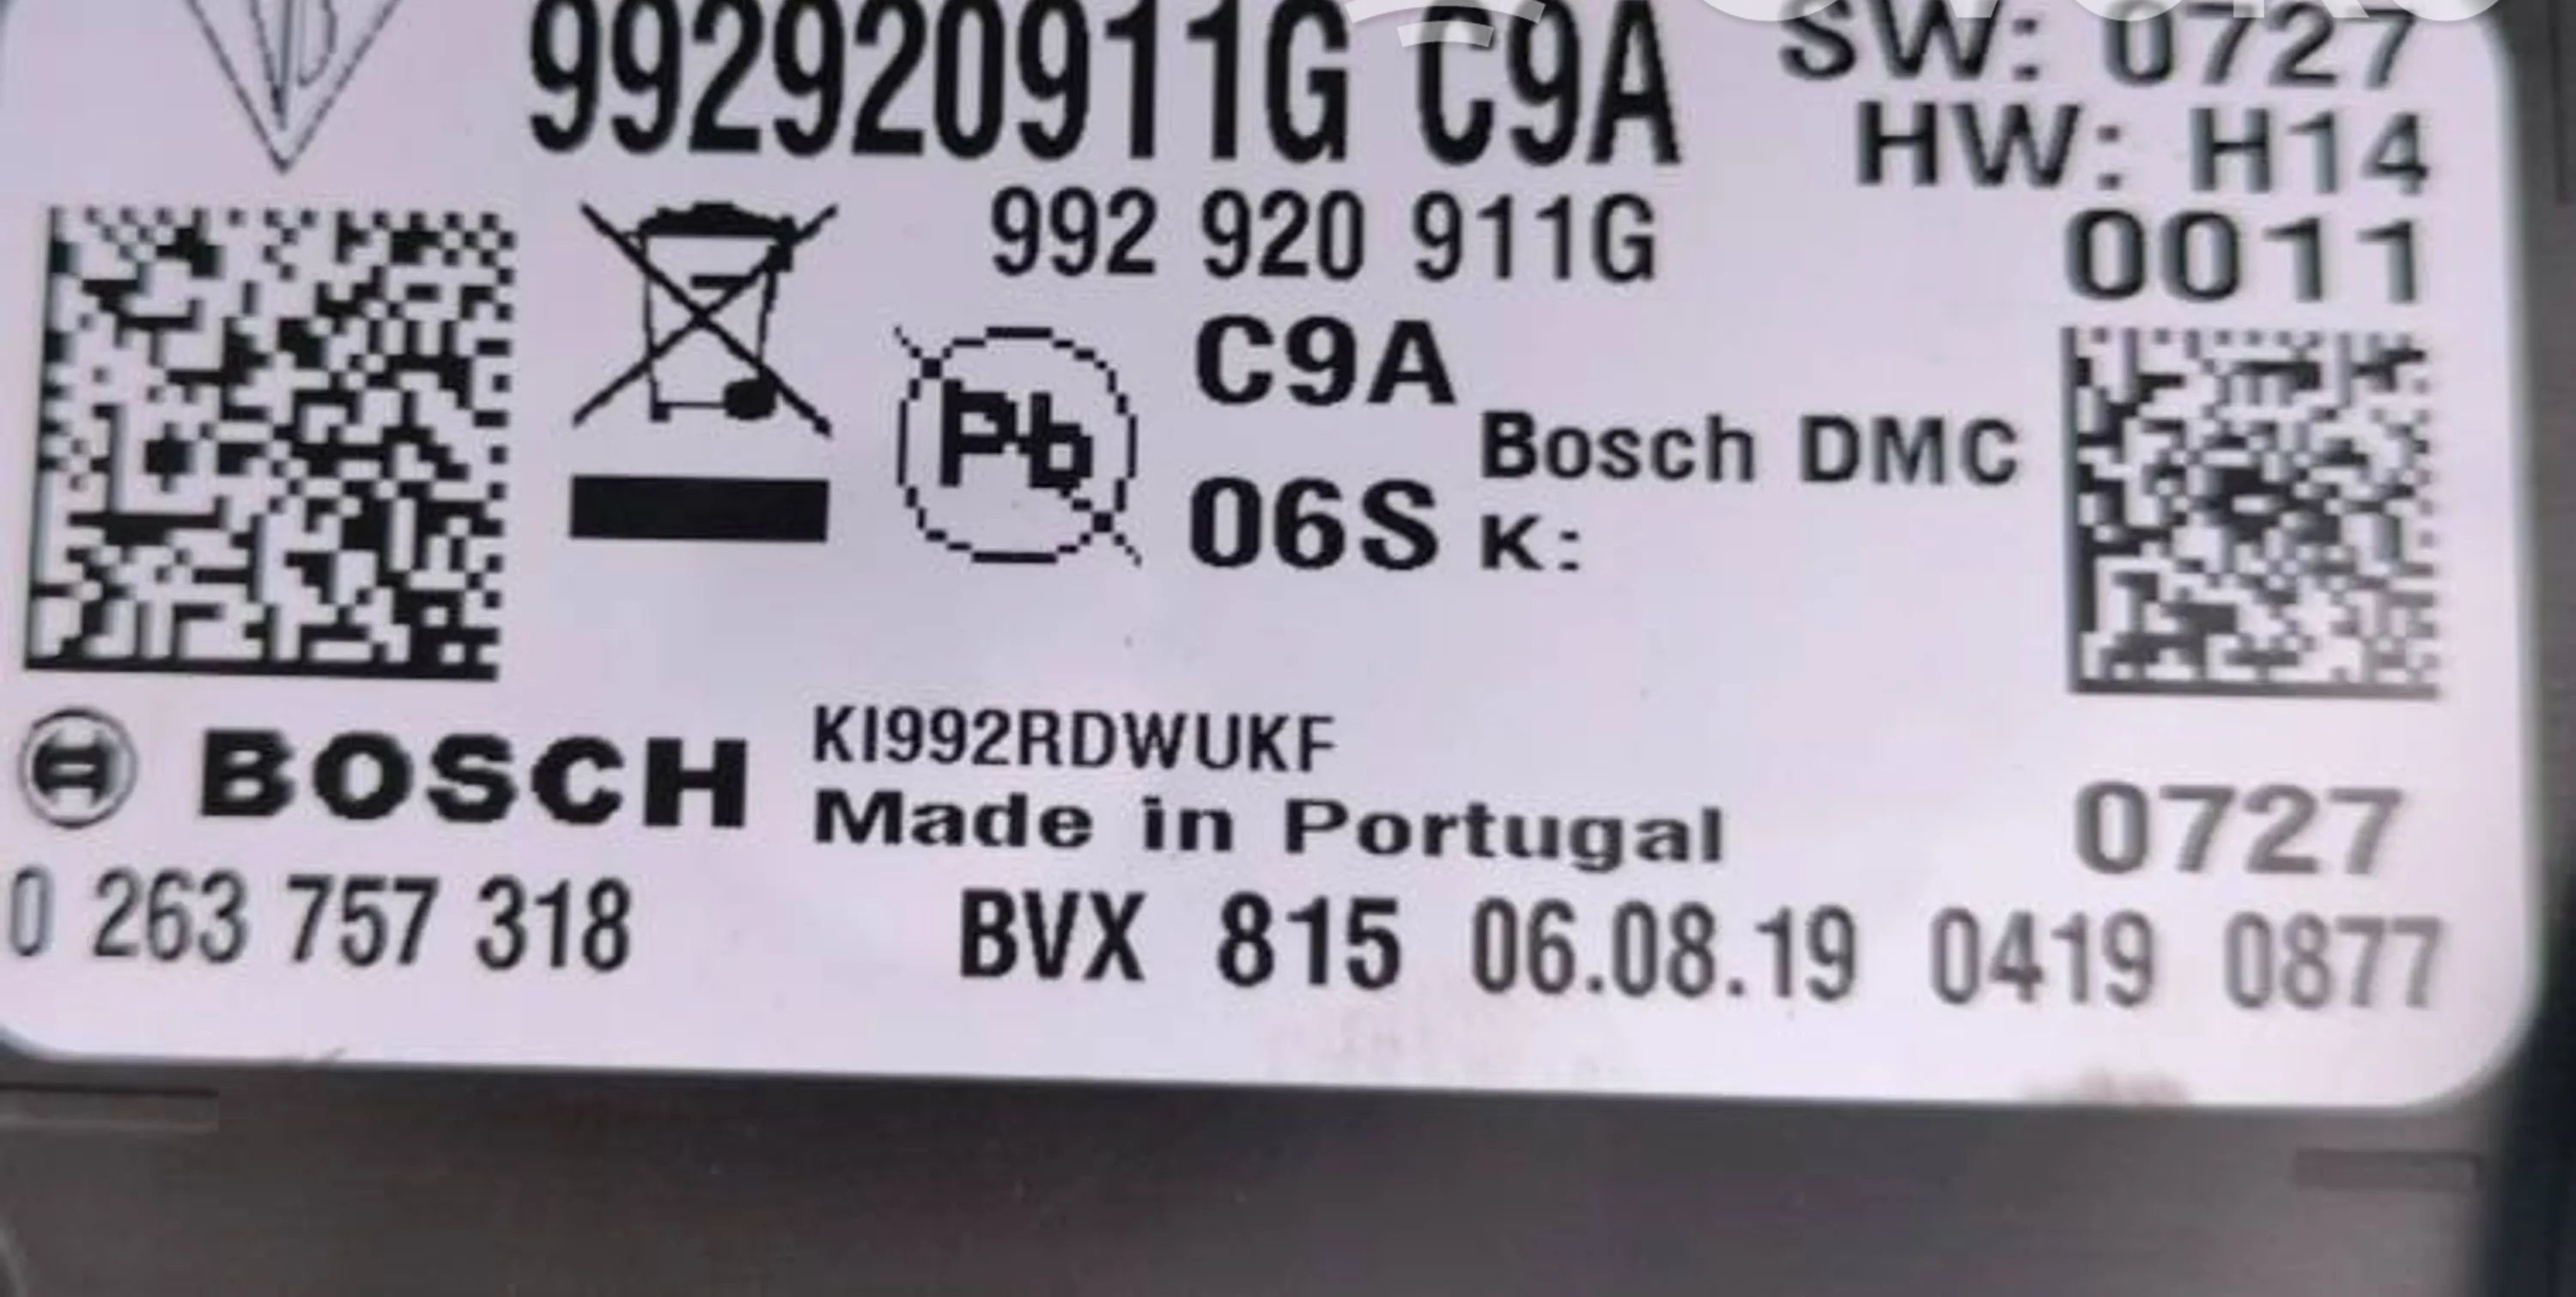 992920911G C9A
SW: 0727
HW: H14
992 920 911G
0011
C9A
Pb
Bosch DMC
06S K:
BOSCH
KI992RDWUKF
Made in Portugal
0727
0 263 757 318
BVX 815 06.08.19 0419 0877